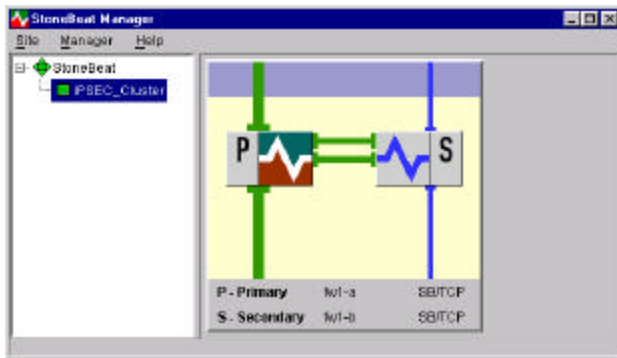 StoneBeat Manager
Site Manager Help
StoneBeat
IPSEC_Cluster
P S
P - Primary fw1-a SB/TCP
S - Secondary fw1-b SB/TCP